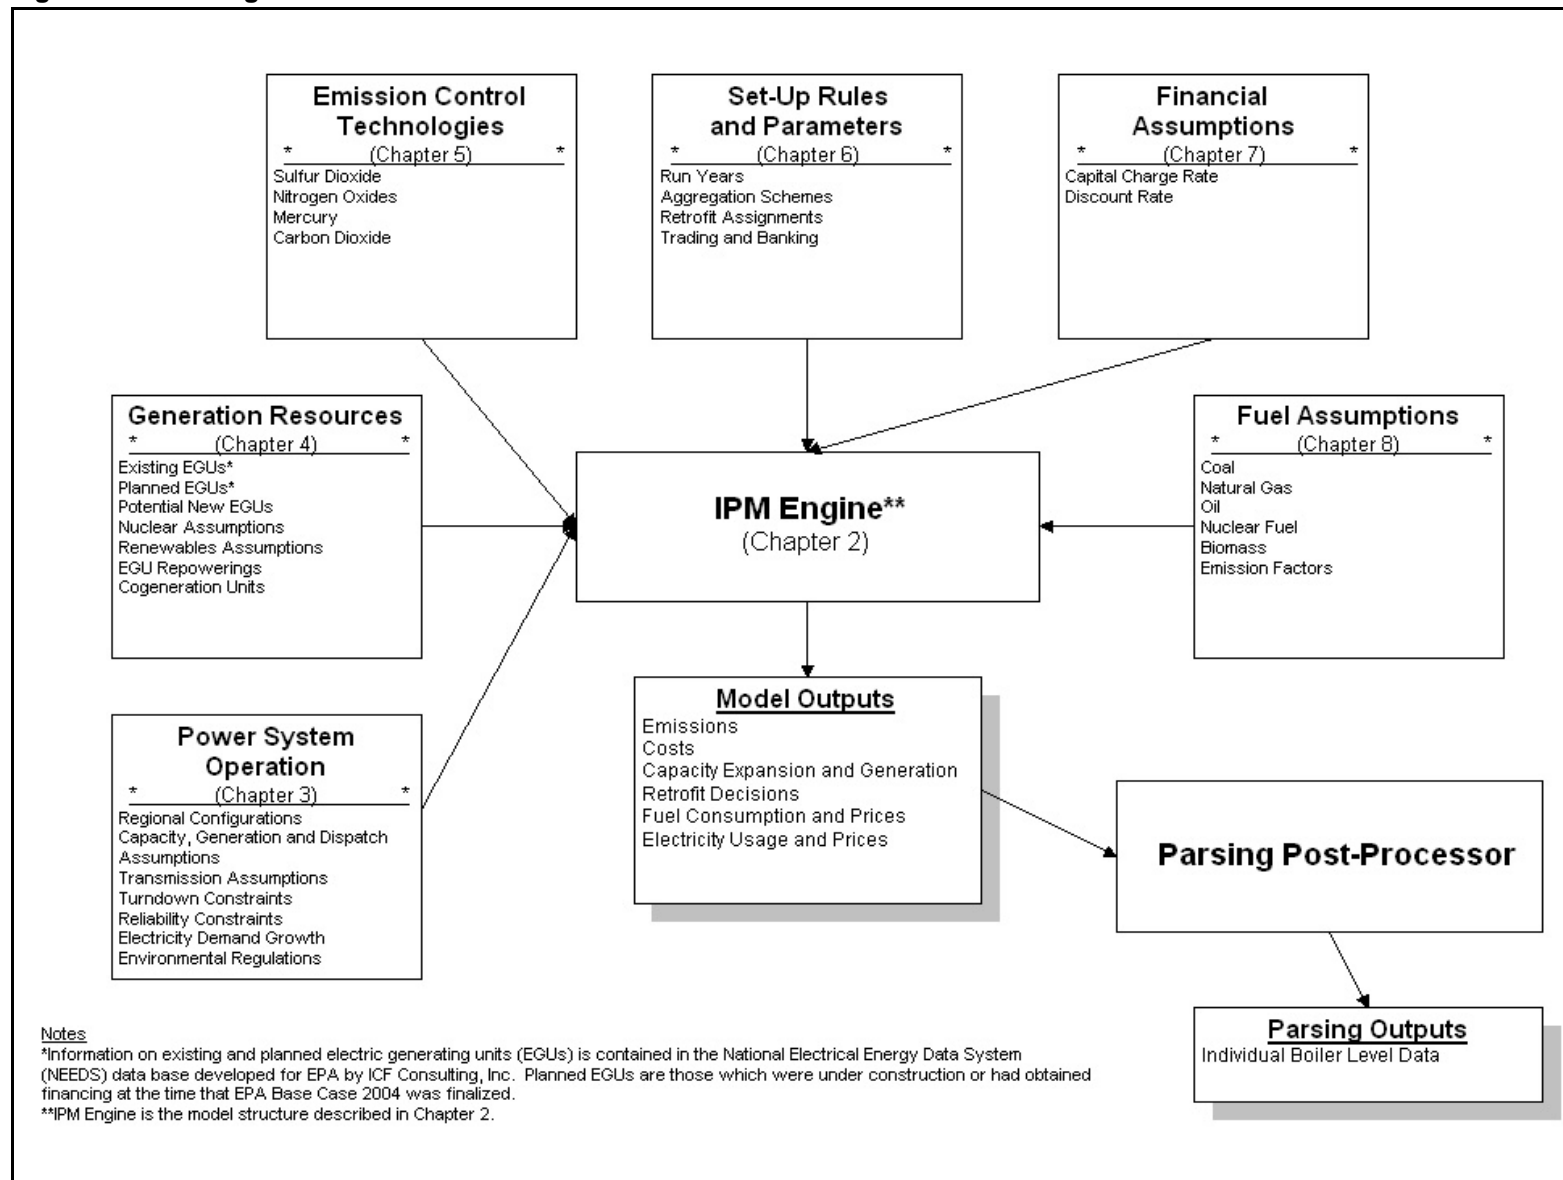 Emission Control
Technologies
* (Chapter 5) *
Sulfur Dioxide
Nitrogen Oxides
Mercury
Carbon Dioxide
Set-Up Rules
and Parameters
* (Chapter 6) *
Run Years
Aggregation Schemes
Retrofit Assignments
Trading and Banking
Financial
Assumptions
* (Chapter 7) *
Capital Charge Rate
Discount Rate
Generation Resources
* (Chapter 4) *
Existing EGUs*
Planned EGUs*
Potential New EGUs
Nuclear Assumptions
Renewables Assumptions
EGU Repowerings
Cogeneration Units
IPM Engine**
(Chapter 2)
Fuel Assumptions
* (Chapter 8) *
Coal
Natural Gas
Oil
Nuclear Fuel
Biomass
Emission Factors
Power System
Operation
* (Chapter 3) *
Regional Configurations
Capacity, Generation and Dispatch
Assumptions
Transmission Assumptions
Turndown Constraints
Reliability Constraints
Electricity Demand Growth
Environmental Regulations
Model Outputs
Emissions
Costs
Capacity Expansion and Generation
Retrofit Decisions
Fuel Consumption and Prices
Electricity Usage and Prices
Parsing Post-Processor
Parsing Outputs
Individual Boiler Level Data
Notes
*Information on existing and planned electric generating units (EGUs) is contained in the National Electrical Energy Data System
(NEEDS) data base developed for EPA by ICF Consulting, Inc. Planned EGUs are those which were under construction or had obtained
financing at the time that EPA Base Case 2004 was finalized.
**IPM Engine is the model structure described in Chapter 2.